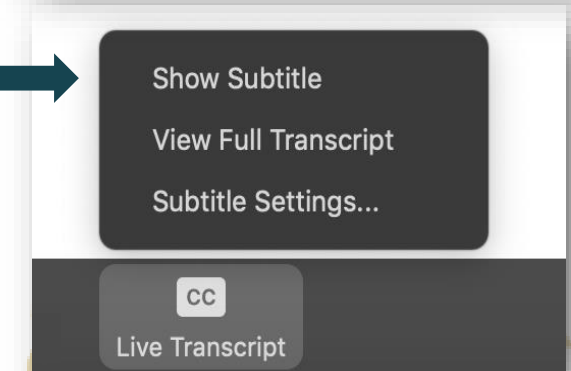 Show Subtitle
View Full Transcript
Subtitle Settings...
CC
Live Transcript